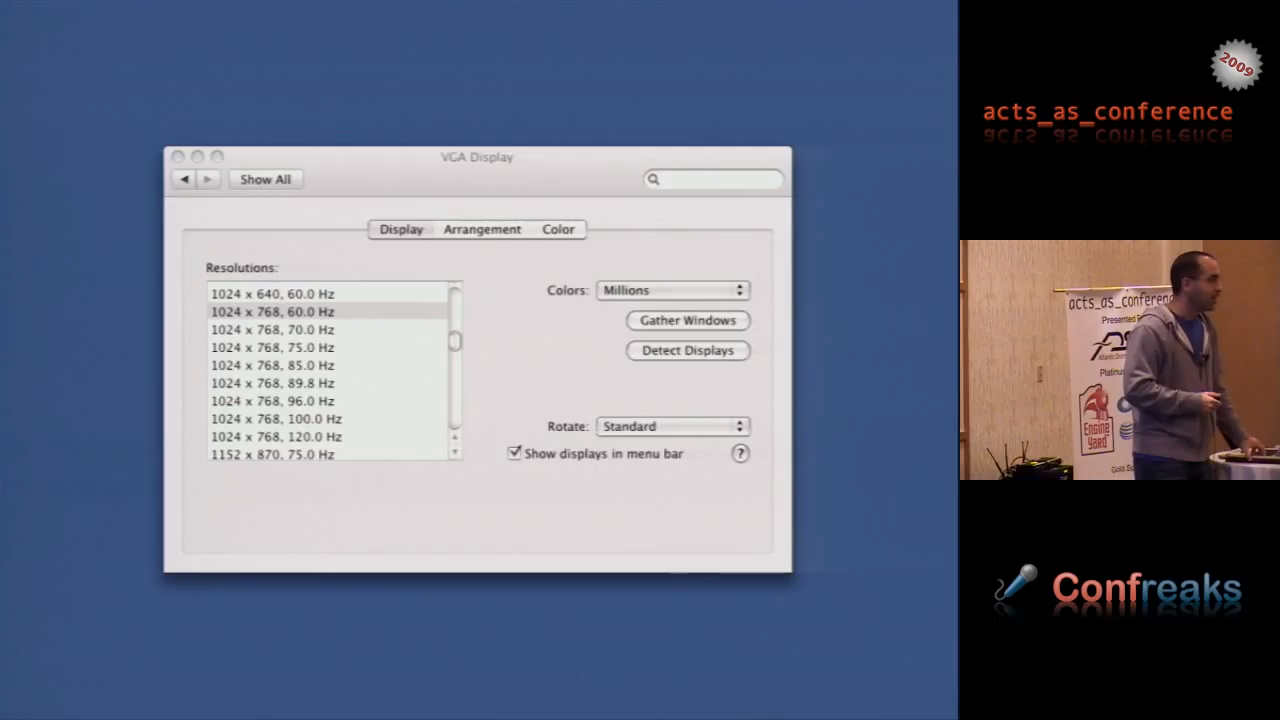 VGA Display
Show All
Display Arrangement Color
Resolutions:
1024 x 640, 60.0 Hz
1024 x 768, 60.0 Hz
1024 x 768, 70.0 Hz
1024 x 768, 75.0 Hz
1024 x 768, 85.0 Hz
1024 x 768, 89.8 Hz
1024 x 768, 96.0 Hz
1024 x 768, 100.0 Hz
1024 x 768, 120.0 Hz
1152 x 870, 75.0 Hz
Colors: Millions
Gather Windows
Detect Displays
Rotate: Standard
Show displays in menu bar ?
2009
acts_as_conference
acts_as_conference
Presented
Engine
Yard
Gold
Confreaks